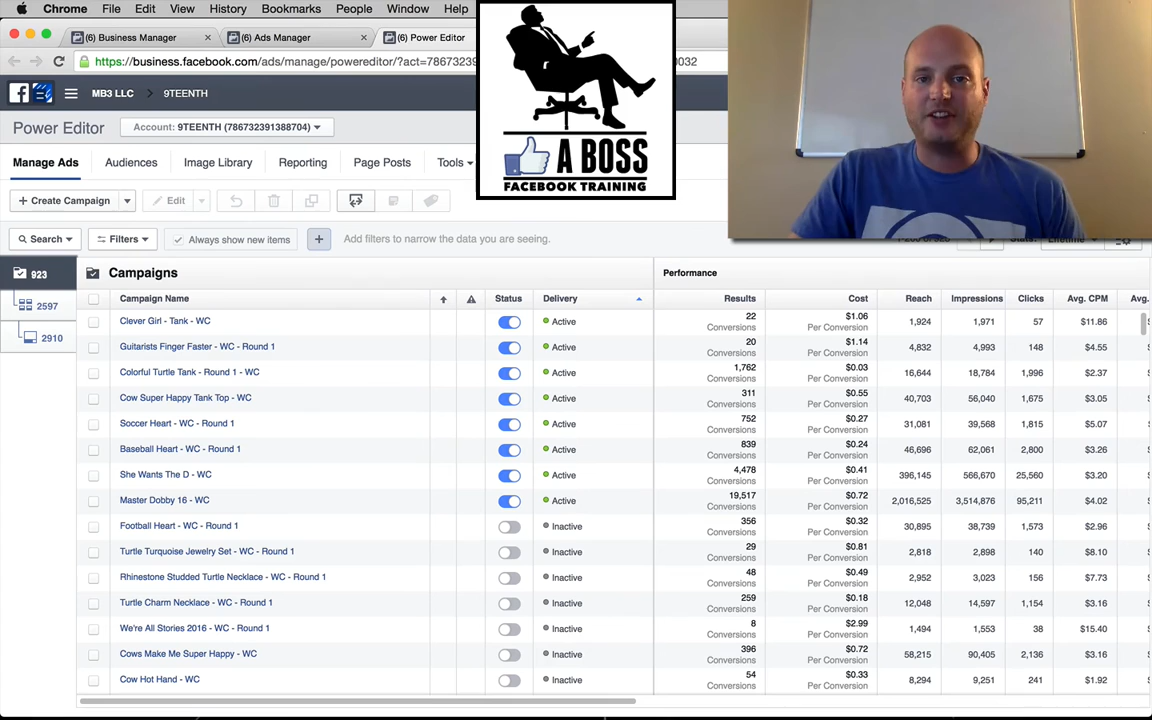 Chrome File Edit View History Bookmarks People Window Help
(6) Business Manager × (6) Ads Manager × (6) Power Editor
https://business.facebook.com/ads/manage/powereditor/?act=78673239
0032
MB3 LLC > 9TEENTH
Power Editor Account: 9TEENTH (786732391388704)
Manage Ads Audiences Image Library Reporting Page Posts Tools
A BOSS
FACEBOOK TRAINING
+ Create Campaign Edit
Search Filters Always show new items + Add filters to narrow the data you are seeing.
923 Campaigns Performance
2597
2910
Campaign Name Status Delivery Results Cost Reach Impressions Clicks Avg. CPM Avg.
Clever Girl - Tank - WC Active 22 Conversions $1.06 Per Conversion 1,924 1,971 57 $11.86
Guitarists Finger Faster - WC - Round 1 Active 20 Conversions $1.14 Per Conversion 4,832 4,993 148 $4.55
Colorful Turtle Tank - Round 1 - WC Active 1,762 Conversions $0.03 Per Conversion 16,644 18,784 1,996 $2.37
Cow Super Happy Tank Top - WC Active 311 Conversions $0.55 Per Conversion 40,703 56,040 1,675 $3.05
Soccer Heart - WC - Round 1 Active 752 Conversions $0.27 Per Conversion 31,081 39,568 1,815 $5.07
Baseball Heart - WC - Round 1 Active 839 Conversions $0.24 Per Conversion 46,696 62,061 2,800 $3.26
She Wants The D - WC Active 4,478 Conversions $0.41 Per Conversion 396,145 566,670 25,560 $3.20
Master Dobby 16 - WC Active 19,517 Conversions $0.72 Per Conversion 2,016,525 3,514,876 95,211 $4.02
Football Heart - WC - Round 1 Inactive 356 Conversions $0.32 Per Conversion 30,895 38,739 1,573 $2.96
Turtle Turquoise Jewelry Set - WC - Round 1 Inactive 29 Conversions $0.81 Per Conversion 2,818 2,898 140 $8.10
Rhinestone Studded Turtle Necklace - WC - Round 1 Inactive 48 Conversions $0.49 Per Conversion 2,952 3,023 156 $7.73
Turtle Charm Necklace - WC - Round 1 Inactive 259 Conversions $0.18 Per Conversion 12,048 14,597 1,154 $3.16
We're All Stories 2016 - WC - Round 1 Inactive 8 Conversions $2.99 Per Conversion 1,494 1,553 38 $15.40
Cows Make Me Super Happy - WC Inactive 396 Conversions $0.72 Per Conversion 58,215 90,405 2,136 $3.16
Cow Hot Hand - WC Inactive 54 Conversions $0.33 Per Conversion 8,294 9,251 241 $1.92